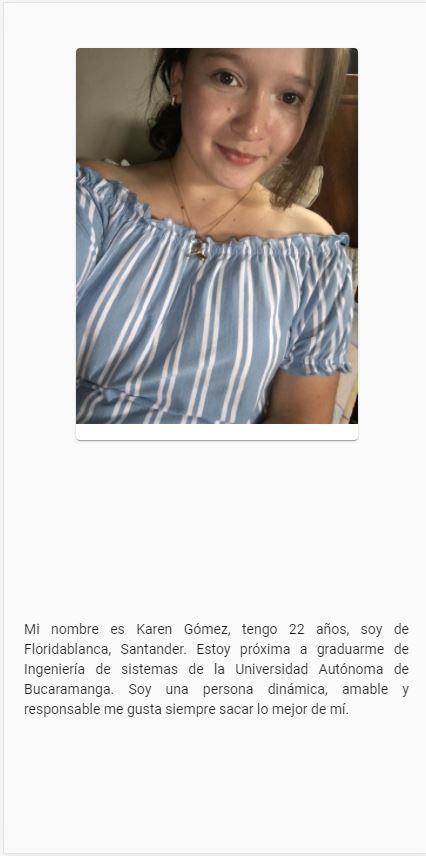 Mi nombre es Karen Gómez, tengo 22 años, soy de
Floridablanca, Santander. Estoy próxima a graduarme de
Ingeniería de sistemas de la Universidad Autónoma de
Bucaramanga. Soy una persona dinámica, amable y
responsable me gusta siempre sacar lo mejor de mí.